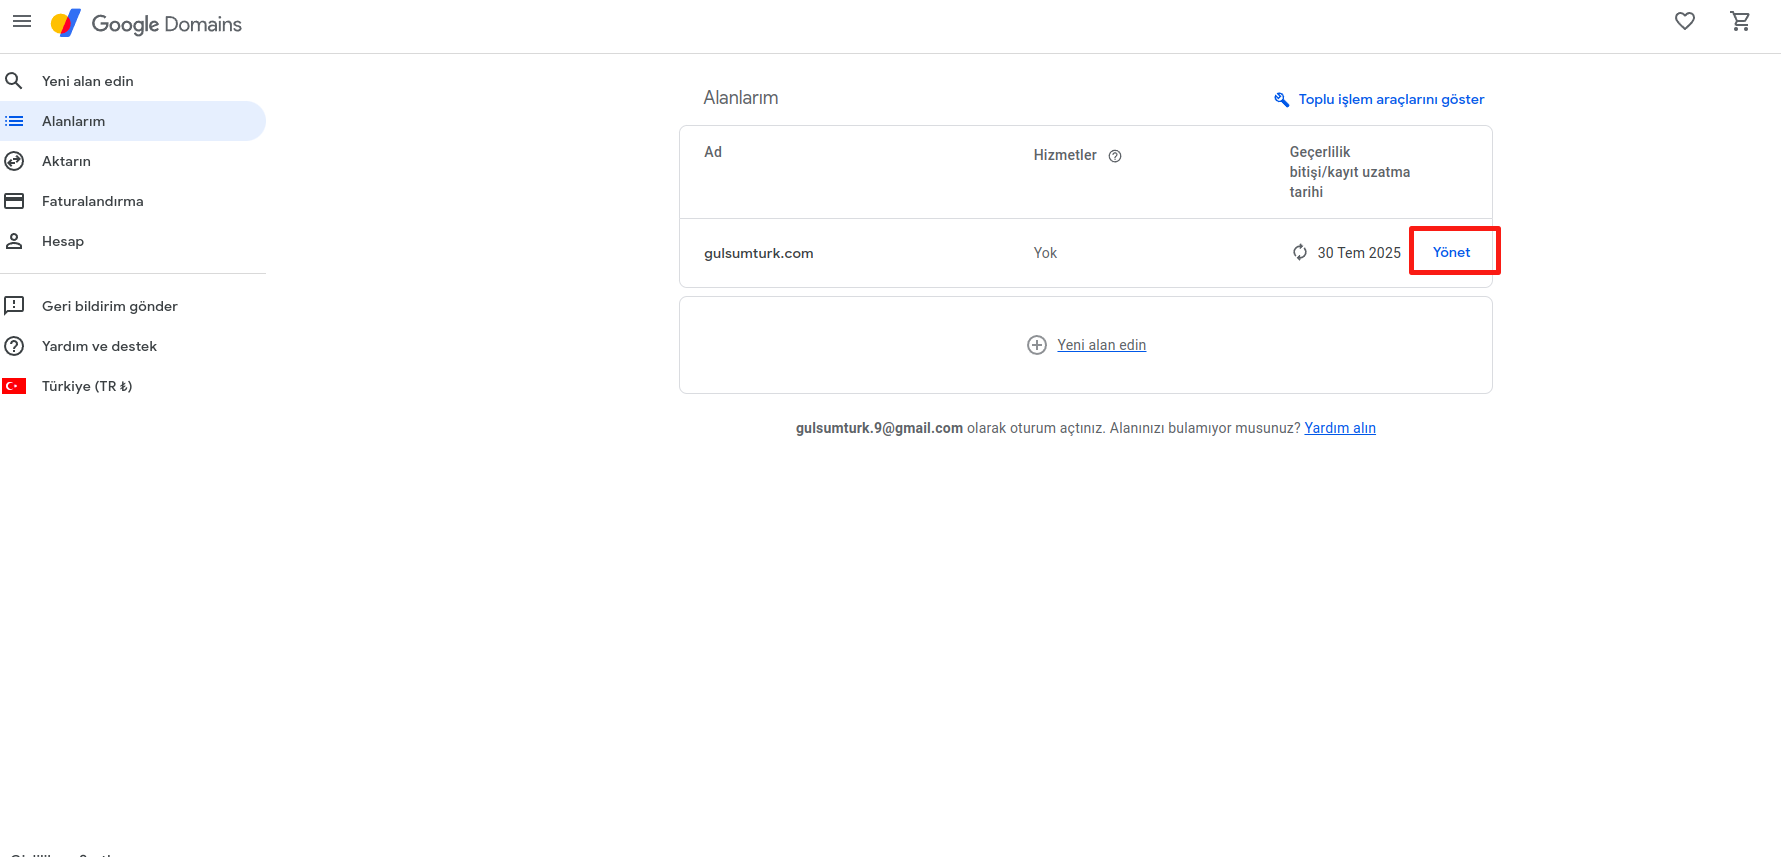 Google Domains
Yeni alan edin
Alanlarım
Aktarın
Faturalandırma
Hesap
Geri bildirim gönder
Yardım ve destek
Türkiye (TR ₺)
Alanlarım
Toplu işlem araçlarını göster
Ad
Hizmetler
Geçerlilik
bitişi/kayıt uzatma
tarihi
gulsumturk.com
Yok
30 Tem 2025
Yönet
Yeni alan edin
gulsumturk.9@gmail.com olarak oturum açtınız. Alanınızı bulamıyor musunuz? Yardım alın